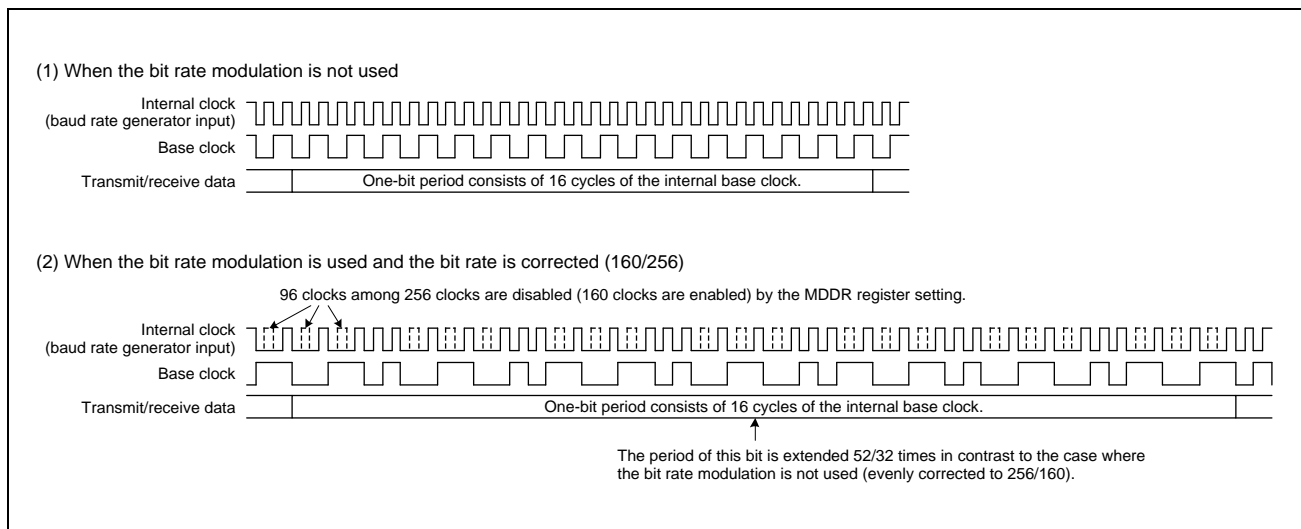 (1) When the bit rate modulation is not used
Internal clock
(baud rate generator input)
Base clock
Transmit/receive data
One-bit period consists of 16 cycles of the internal base clock.
(2) When the bit rate modulation is used and the bit rate is corrected (160/256)
96 clocks among 256 clocks are disabled (160 clocks are enabled) by the MDDR register setting.
Internal clock
(baud rate generator input)
Base clock
Transmit/receive data
One-bit period consists of 16 cycles of the internal base clock.
The period of this bit is extended 52/32 times in contrast to the case where
the bit rate modulation is not used (evenly corrected to 256/160).